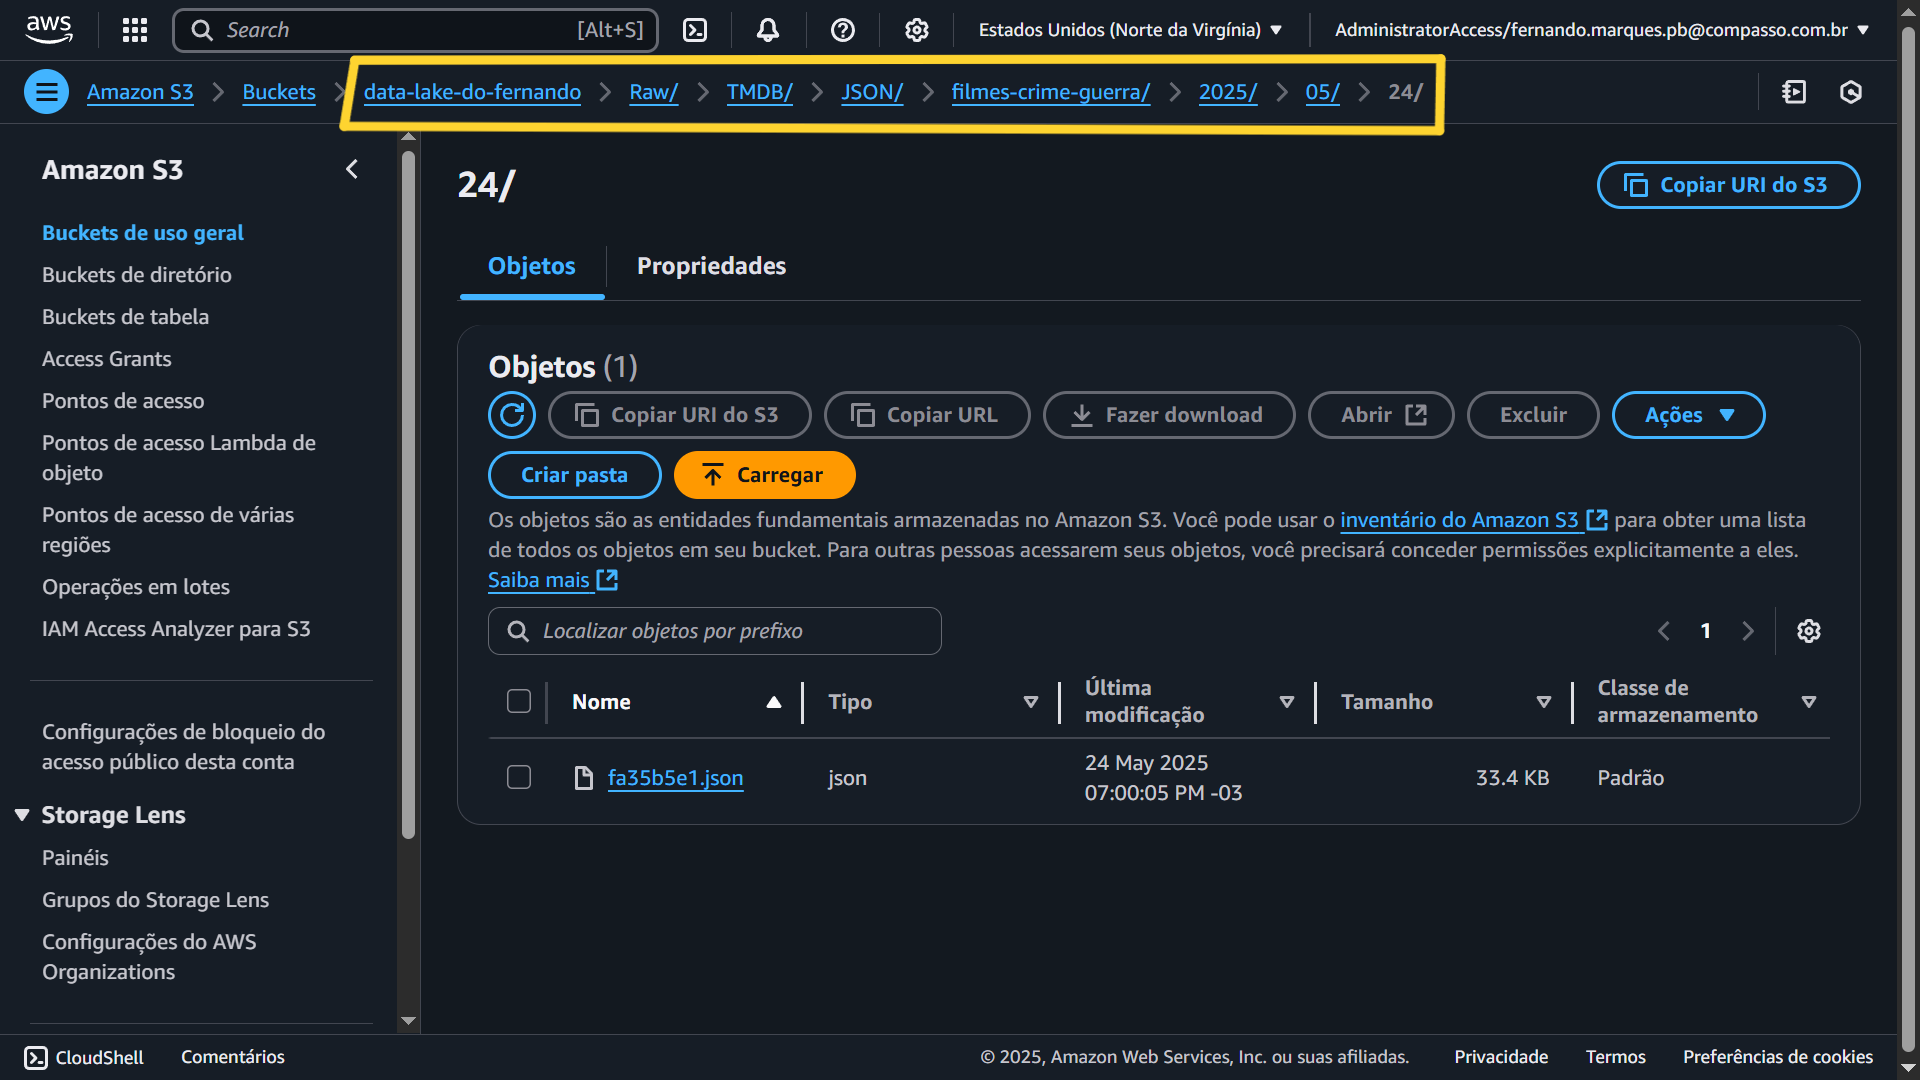 aws
Search [Alt+S]
Estados Unidos (Norte da Virgínia)
AdministratorAccess/fernando.marques.pb@compasso.com.br
Amazon S3
Buckets
data-lake-do-fernando
Raw/
TMDB/
JSON/
filmes-crime-guerra/
2025/
05/
24/
Amazon S3
Buckets de uso geral
Buckets de diretório
Buckets de tabela
Access Grants
Pontos de acesso
Pontos de acesso Lambda de
objeto
Pontos de acesso de várias
regiões
Operações em lotes
IAM Access Analyzer para S3
Configurações de bloqueio do
acesso público desta conta
Storage Lens
Painéis
Grupos do Storage Lens
Configurações do AWS
Organizations
24/
Copiar URI do S3
Objetos
Propriedades
Objetos (1)
Copiar URI do S3
Copiar URL
Fazer download
Abrir
Excluir
Ações
Criar pasta
Carregar
Os objetos são as entidades fundamentais armazenadas no Amazon S3. Você pode usar o inventário do Amazon S3 para obter uma lista
de todos os objetos em seu bucket. Para outras pessoas acessarem seus objetos, você precisará conceder permissões explicitamente a eles.
Saiba mais
Localizar objetos por prefixo
1
Nome
Tipo
Última
modificação
Tamanho
Classe de
armazenamento
fa35b5e1.json
json
24 May 2025
07:00:05 PM -03
33.4 KB
Padrão
CloudShell
Comentários
© 2025, Amazon Web Services, Inc. ou suas afiliadas.
Privacidade
Termos
Preferências de cookies